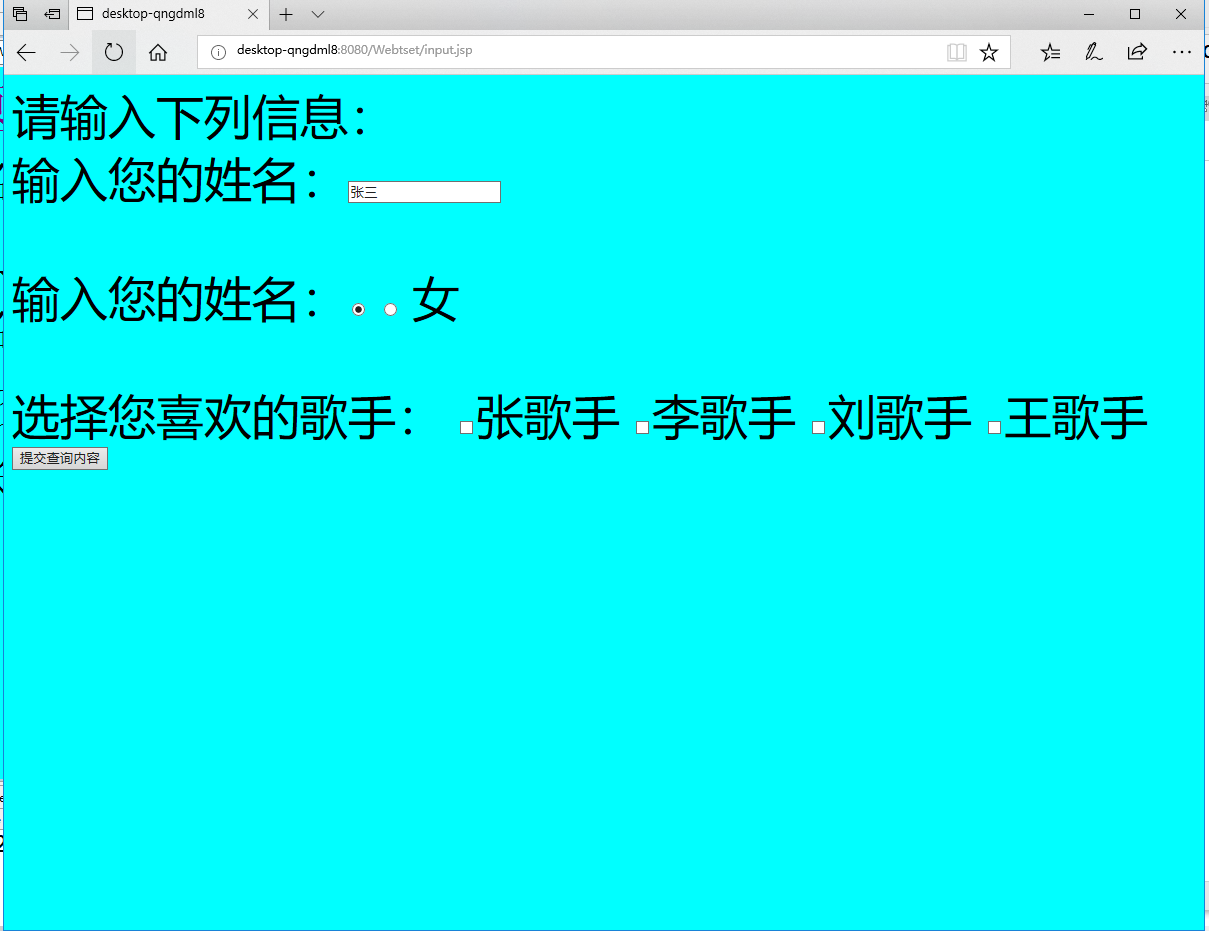 desktop-qngdml8
desktop-qngdml8:8080/Webtset/input.jsp
请输入下列信息：
输入您的姓名： 张三
输入您的姓名： 女
选择您喜欢的歌手： 张歌手 李歌手 刘歌手 王歌手
提交查询内容